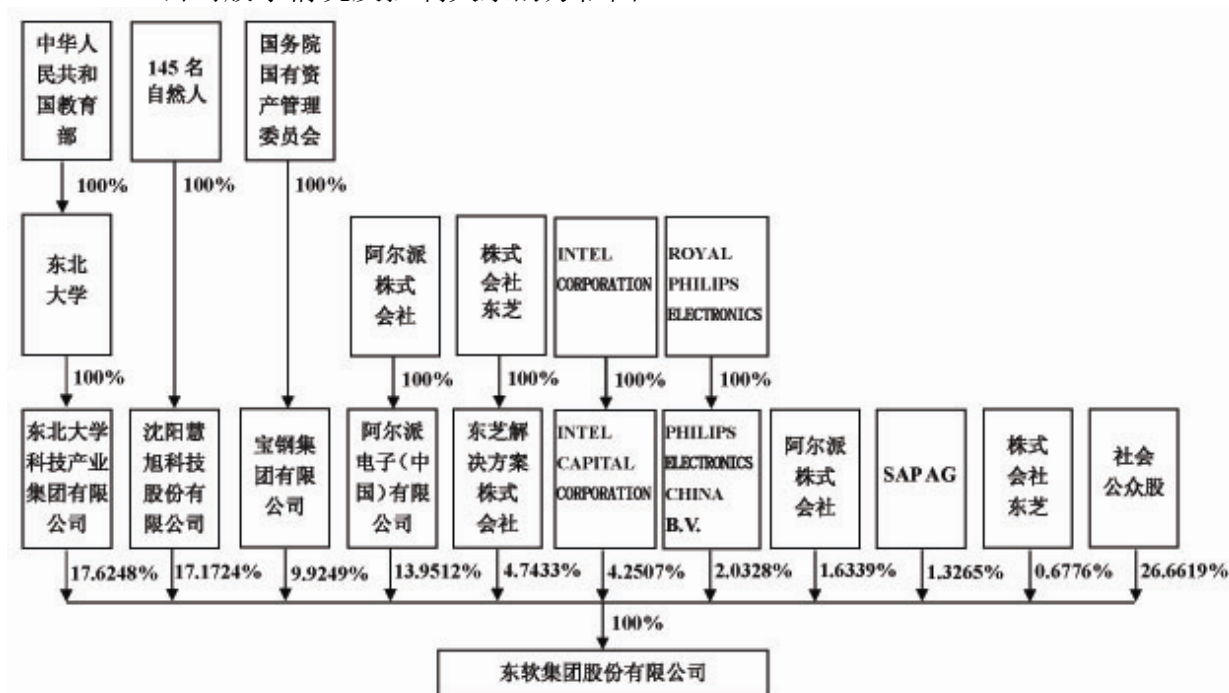 中华人
民共和
国教育
部
145 名
自然人
国务院
国有资
产管理
委员会
100%
100%
100%
东北
大学
阿尔派
株式
会社
株式
会社
东芝
INTEL
CORPORATION
ROYAL
PHILIPS
ELECTRONICS
100%
100%
100%
100%
100%
东北大学
科技产业
集团有限
公司
沈阳慧
旭科技
股份有
限公司
宝钢集
团有限
公司
阿尔派
电子(中
国)有限
公司
东芝解
决方案
株式
会社
INTEL
CAPITAL
CORPORATION
PHILIPS
ELECTRONICS
CHINA
B.V.
阿尔派
株式
会社
SAP AG
株式
会社
东芝
社会
公众股
17.6248%
17.1724%
9.9249%
13.9512%
4.7433%
4.2507%
2.0328%
1.6339%
1.3265%
0.6776%
26.6619%
100%
东软集团股份有限公司